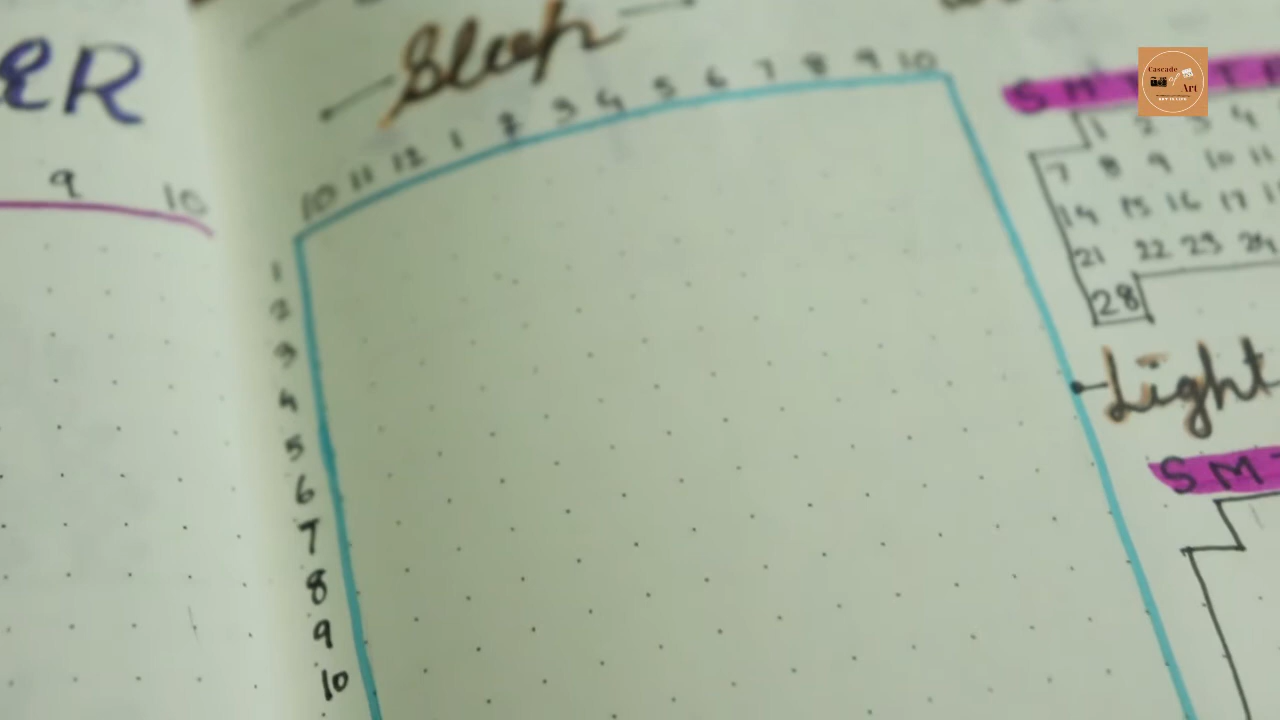 ER
9 10
Sleep
10 11 12 1 2 3 4 5 6 7 8 9 10
1
2
3
4
5
6
7
8
9
10
S M T
1 2 3 4
7 8 9 10 11
14 15 16 17
21 22 23 24
28
Light
S M T
Cascade
of
Art